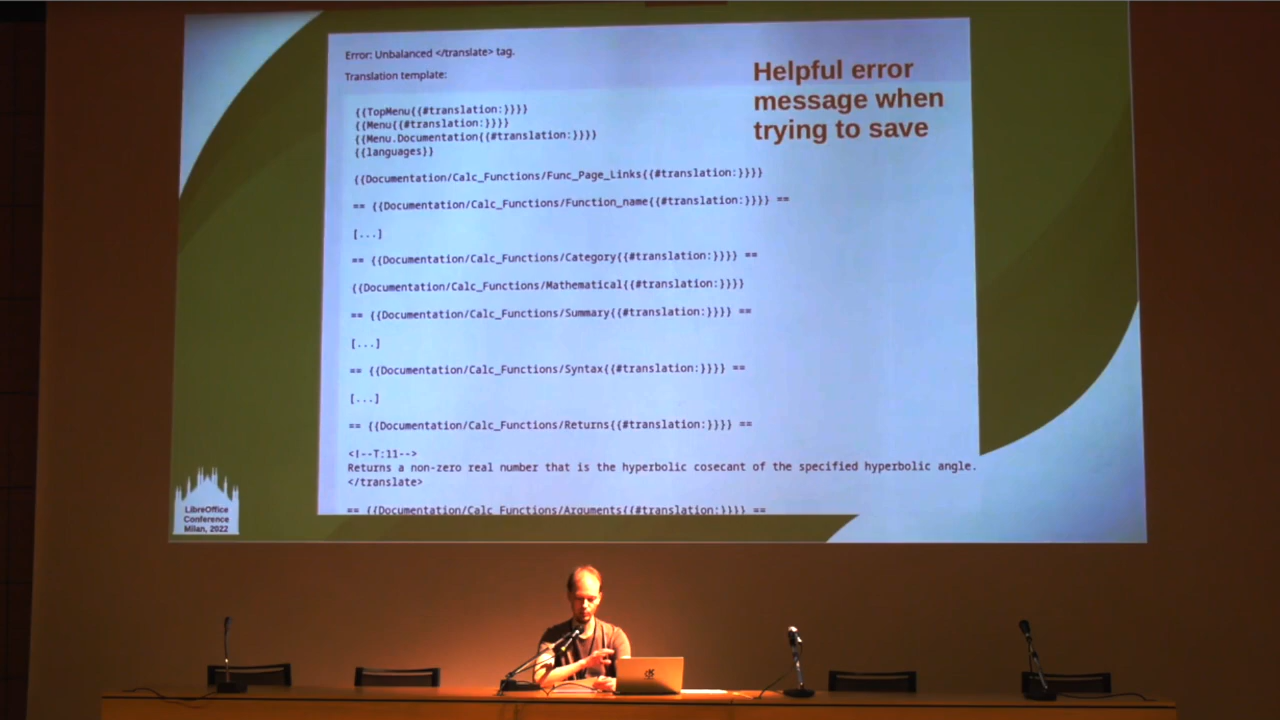 Error: Unbalanced </translate> tag.
Translation template:
Helpful error
message when
trying to save
{{TopMenu{{#translation:}}}}
{{Menu{{#translation:}}}}
{{Menu.Documentation{{#translation:}}}}
{{languages}}
{{Documentation/Calc_Functions/Func_Page_Links{{#translation:}}}}
== {{Documentation/Calc_Functions/Function_name{{#translation:}}}} ==
[...]
== {{Documentation/Calc_Functions/Category{{#translation:}}}} ==
{{Documentation/Calc_Functions/Mathematical{{#translation:}}}}
== {{Documentation/Calc_Functions/Summary{{#translation:}}}} ==
[...]
== {{Documentation/Calc_Functions/Syntax{{#translation:}}}} ==
[...]
== {{Documentation/Calc_Functions/Returns{{#translation:}}}} ==
<!--T:11-->
Returns a non-zero real number that is the hyperbolic cosecant of the specified hyperbolic angle.
</translate>
== {{Documentation/Calc_Functions/Arguments{{#translation:}}}} ==
LibreOffice
Conference
Milan, 2022